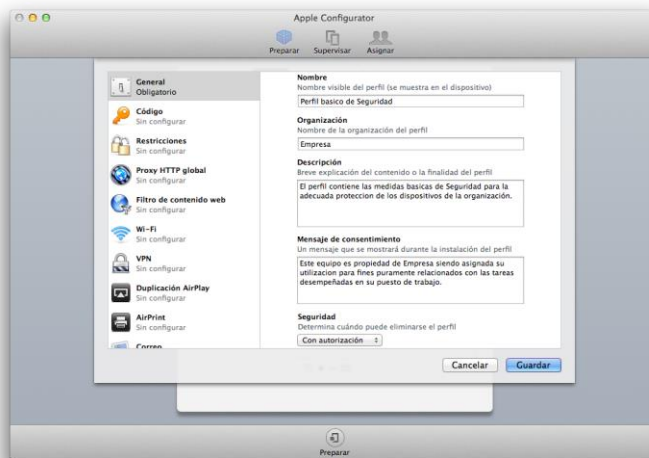 Apple Configurator
Preparar
Supervisar
Asignar
General
Obligatorio
Código
Sin configurar
Restricciones
Sin configurar
Proxy HTTP global
Sin configurar
Filtro de contenido web
Sin configurar
Wi-Fi
Sin configurar
VPN
Sin configurar
Duplicación AirPlay
Sin configurar
AirPrint
Sin configurar
Correo
Nombre
Nombre visible del perfil (se muestra en el dispositivo)
Perfil basico de Seguridad
Organización
Nombre de la organización del perfil
Empresa
Descripción
Breve explicación del contenido o la finalidad del perfil
El perfil contiene las medidas basicas de Seguridad para la
adecuada proteccion de los dispositivos de la organización.
Mensaje de consentimiento
Un mensaje que se mostrará durante la instalación del perfil
Este equipo es propiedad de Empresa siendo asignada su
utilizacion para fines puramente relacionados con las tareas
desempeñadas en su puesto de trabajo.
Seguridad
Determina cuándo puede eliminarse el perfil
Con autorización
Cancelar
Guardar
Preparar